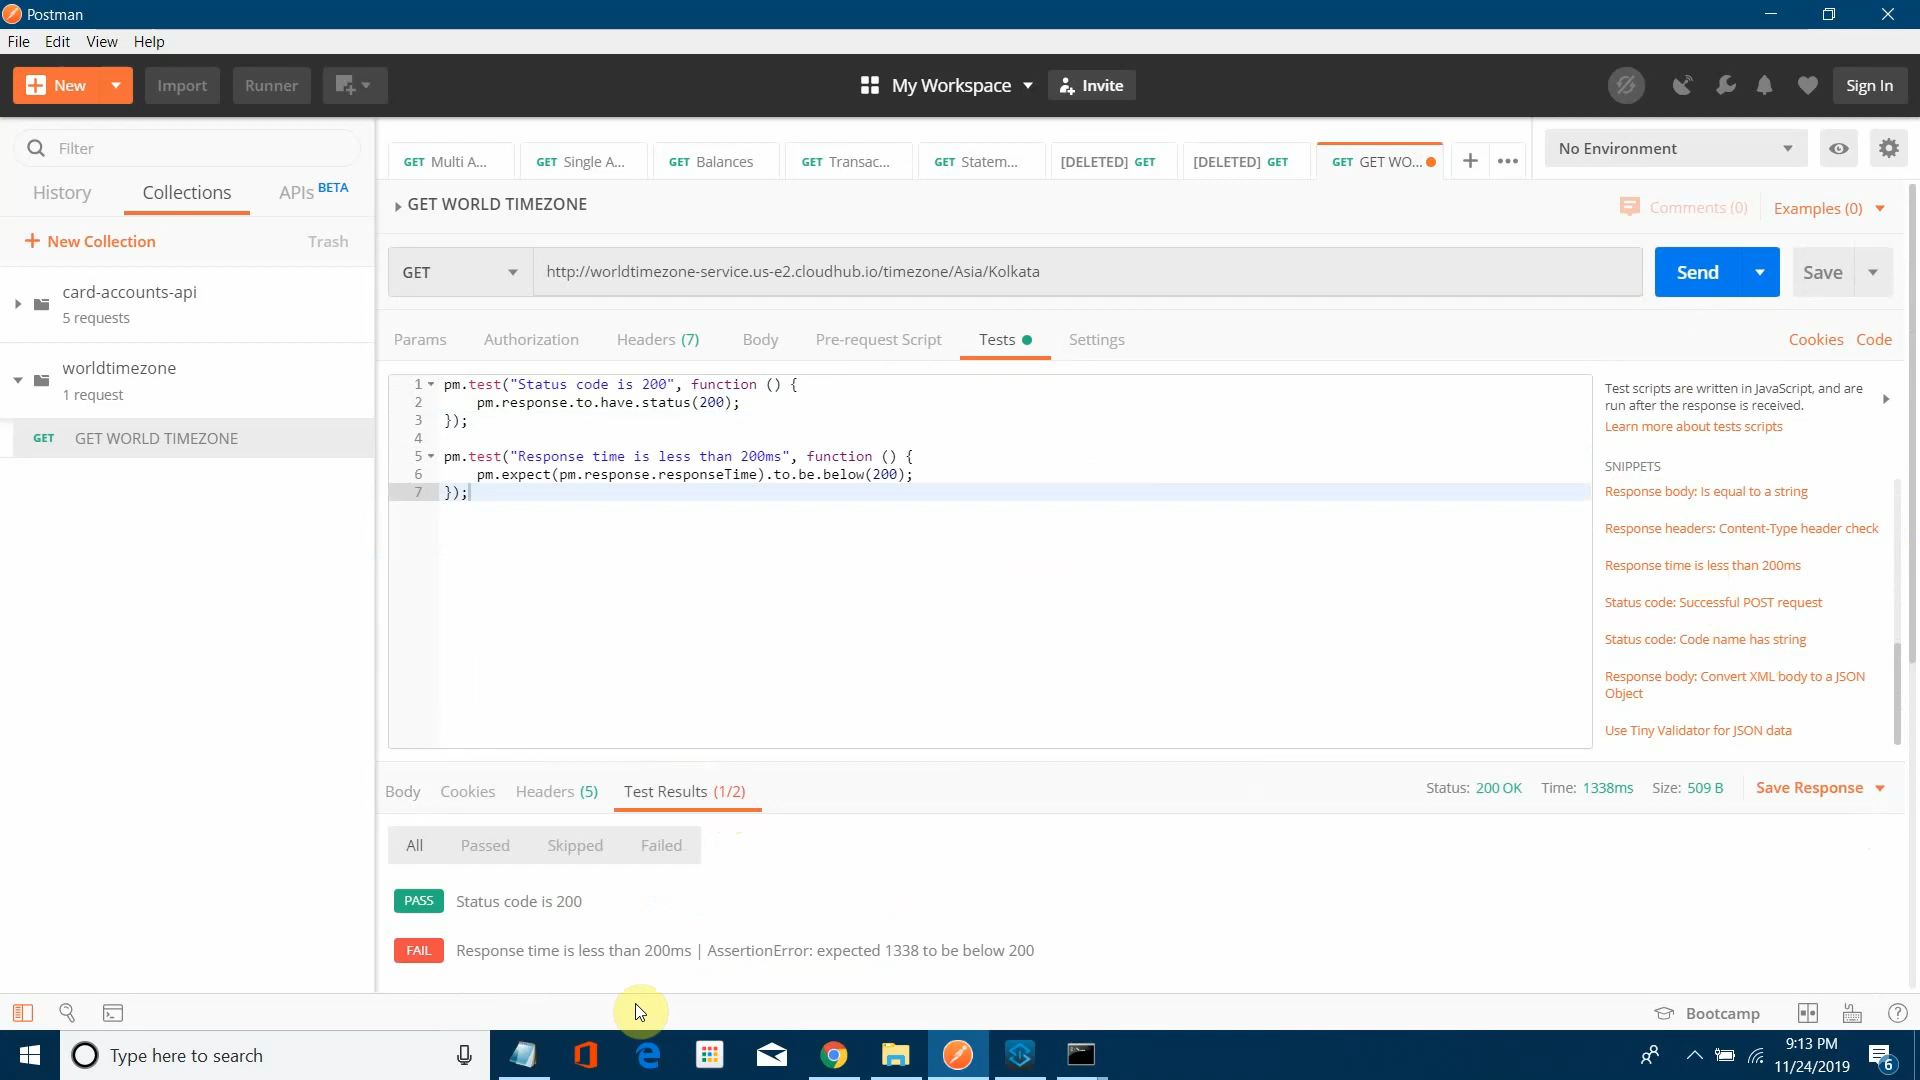 Postman
File Edit View Help
New Import Runner My Workspace Invite Sign In
Filter
History Collections APIs BETA
New Collection Trash
card-accounts-api
5 requests
worldtimezone
1 request
GET GET WORLD TIMEZONE
GET Multi A... GET Single A... GET Balances GET Transac... GET Statem... [DELETED] GET [DELETED] GET GET GET WO... No Environment
GET WORLD TIMEZONE Comments (0) Examples (0)
GET http://worldtimezone-service.us-e2.cloudhub.io/timezone/Asia/Kolkata Send Save
Params Authorization Headers (7) Body Pre-request Script Tests Settings Cookies Code
1 pm.test("Status code is 200", function () {
2 pm.response.to.have.status(200);
3 });
4
5 pm.test("Response time is less than 200ms", function () {
6 pm.expect(pm.response.responseTime).to.be.below(200);
7 });
Test scripts are written in JavaScript, and are
run after the response is received.
Learn more about tests scripts
SNIPPETS
Response body: Is equal to a string
Response headers: Content-Type header check
Response time is less than 200ms
Status code: Successful POST request
Status code: Code name has string
Response body: Convert XML body to a JSON
Object
Use Tiny Validator for JSON data
Body Cookies Headers (5) Test Results (1/2) Status: 200 OK Time: 1338ms Size: 509 B Save Response
All Passed Skipped Failed
PASS Status code is 200
FAIL Response time is less than 200ms | AssertionError: expected 1338 to be below 200
Bootcamp
Type here to search
9:13 PM
11/24/2019
6